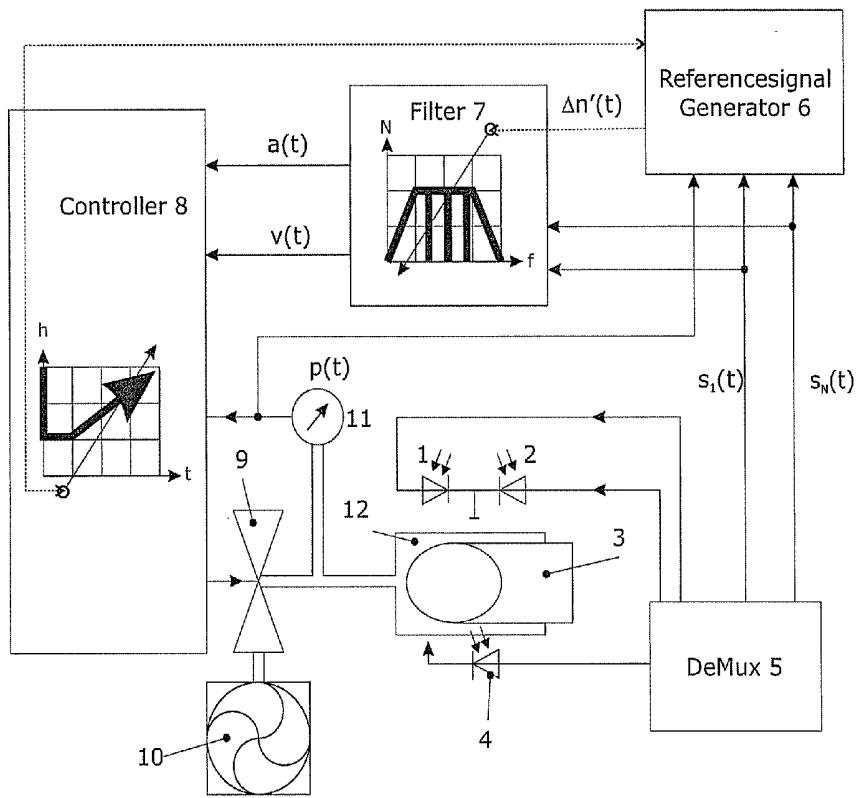 Referencesignal
Generator 6
Filter 7
Δn'(t)
N
f
a(t)
v(t)
Controller 8
h
t
p(t)
11
s1(t)
sN(t)
9
1
2
12
3
DeMux 5
4
10